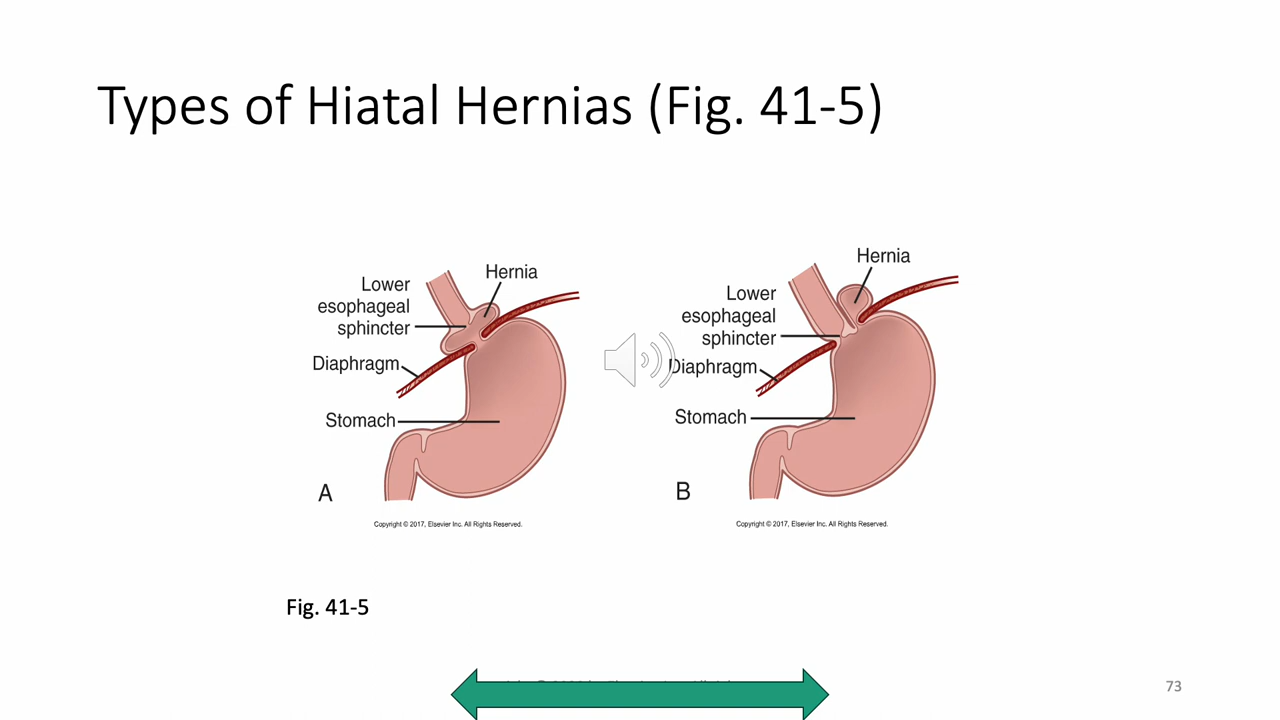 Types of Hiatal Hernias (Fig. 41-5)
Hernia
Lower
esophageal
sphincter
Diaphragm
Stomach
A
Copyright © 2017, Elsevier Inc. All Rights Reserved.
Hernia
Lower
esophageal
sphincter
Diaphragm
Stomach
B
Copyright © 2017, Elsevier Inc. All Rights Reserved.
Fig. 41-5
73